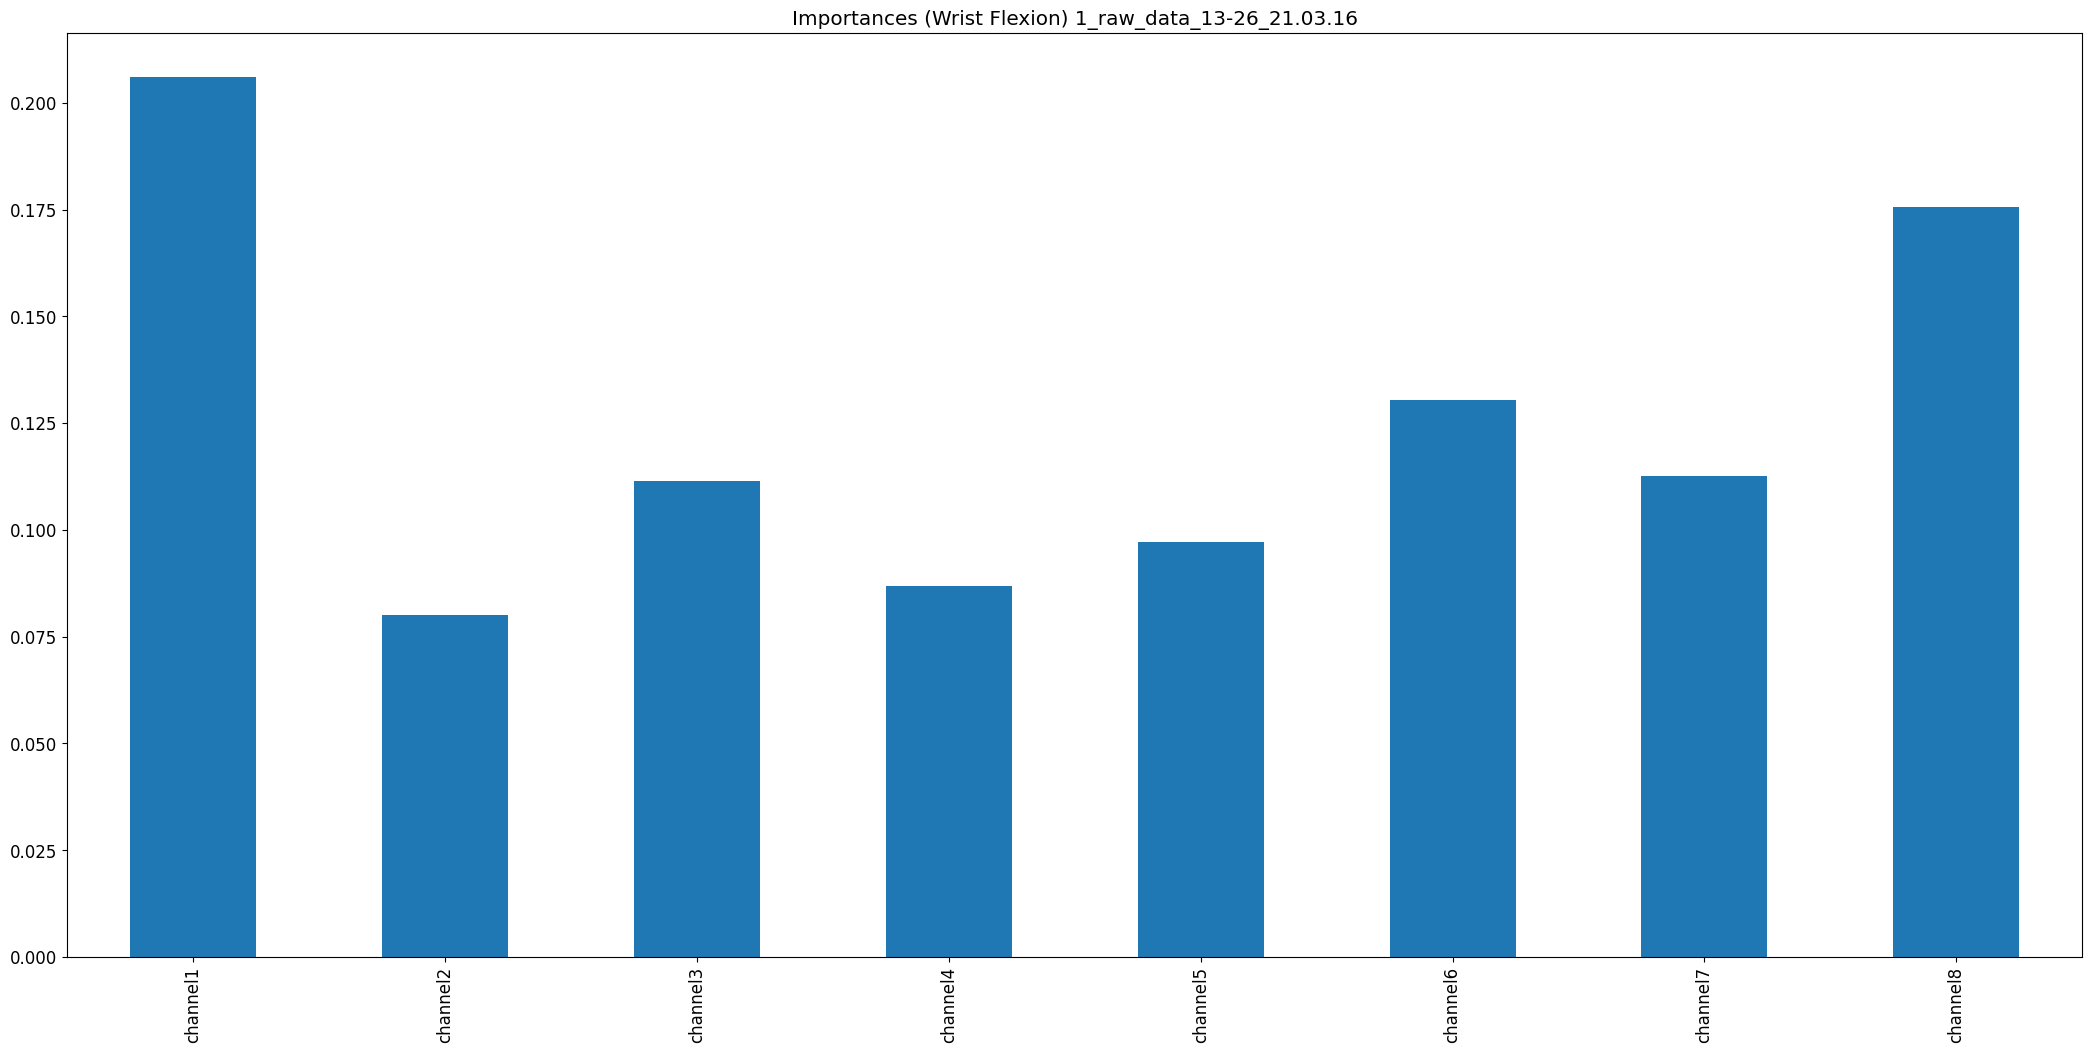 Importances (Wrist Flexion) 1_raw_data_13-26_21.03.16
0.200
0.175
0.150
0.125
0.100
0.075
0.050
0.025
0.000
channel1
channel2
channel3
channel4
channel5
channel6
channel7
channel8